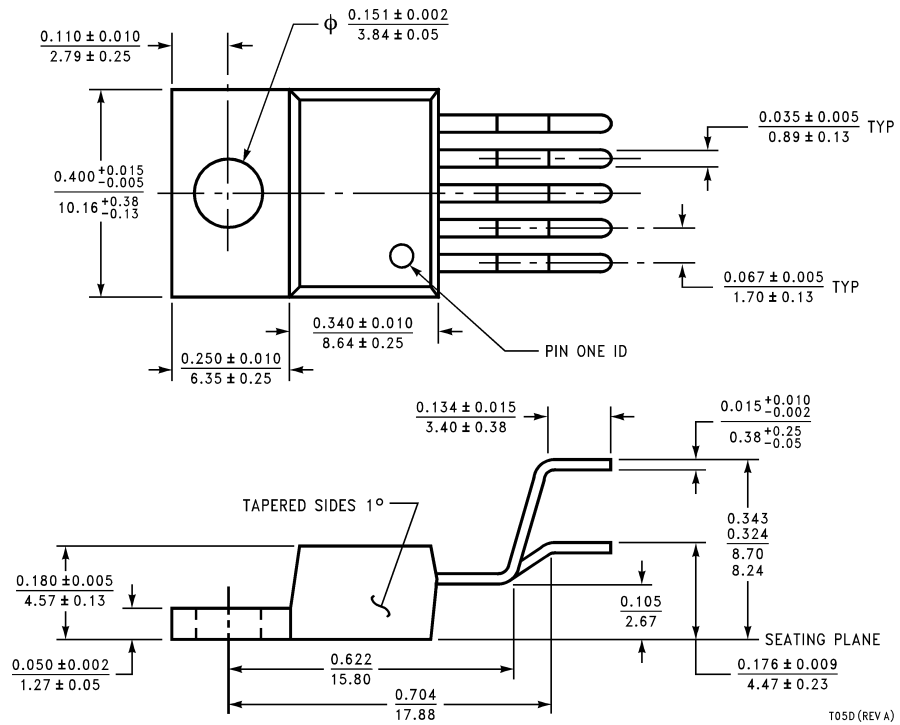 0.110 ± 0.010
2.79 ± 0.25
ϕ 0.151 ± 0.002
3.84 ± 0.05
0.035 ± 0.005
0.89 ± 0.13 TYP
0.400 +0.015 -0.005
10.16 +0.38 -0.13
0.067 ± 0.005
1.70 ± 0.13 TYP
0.340 ± 0.010
8.64 ± 0.25
PIN ONE ID
0.250 ± 0.010
6.35 ± 0.25
0.134 ± 0.015
3.40 ± 0.38
0.015 +0.010 -0.002
0.38 +0.25 -0.05
TAPERED SIDES 1°
0.343
0.324
8.70
8.24
0.180 ± 0.005
4.57 ± 0.13
0.105
2.67
SEATING PLANE
0.050 ± 0.002
1.27 ± 0.05
0.622
15.80
0.176 ± 0.009
4.47 ± 0.23
0.704
17.88
T05D (REV A)